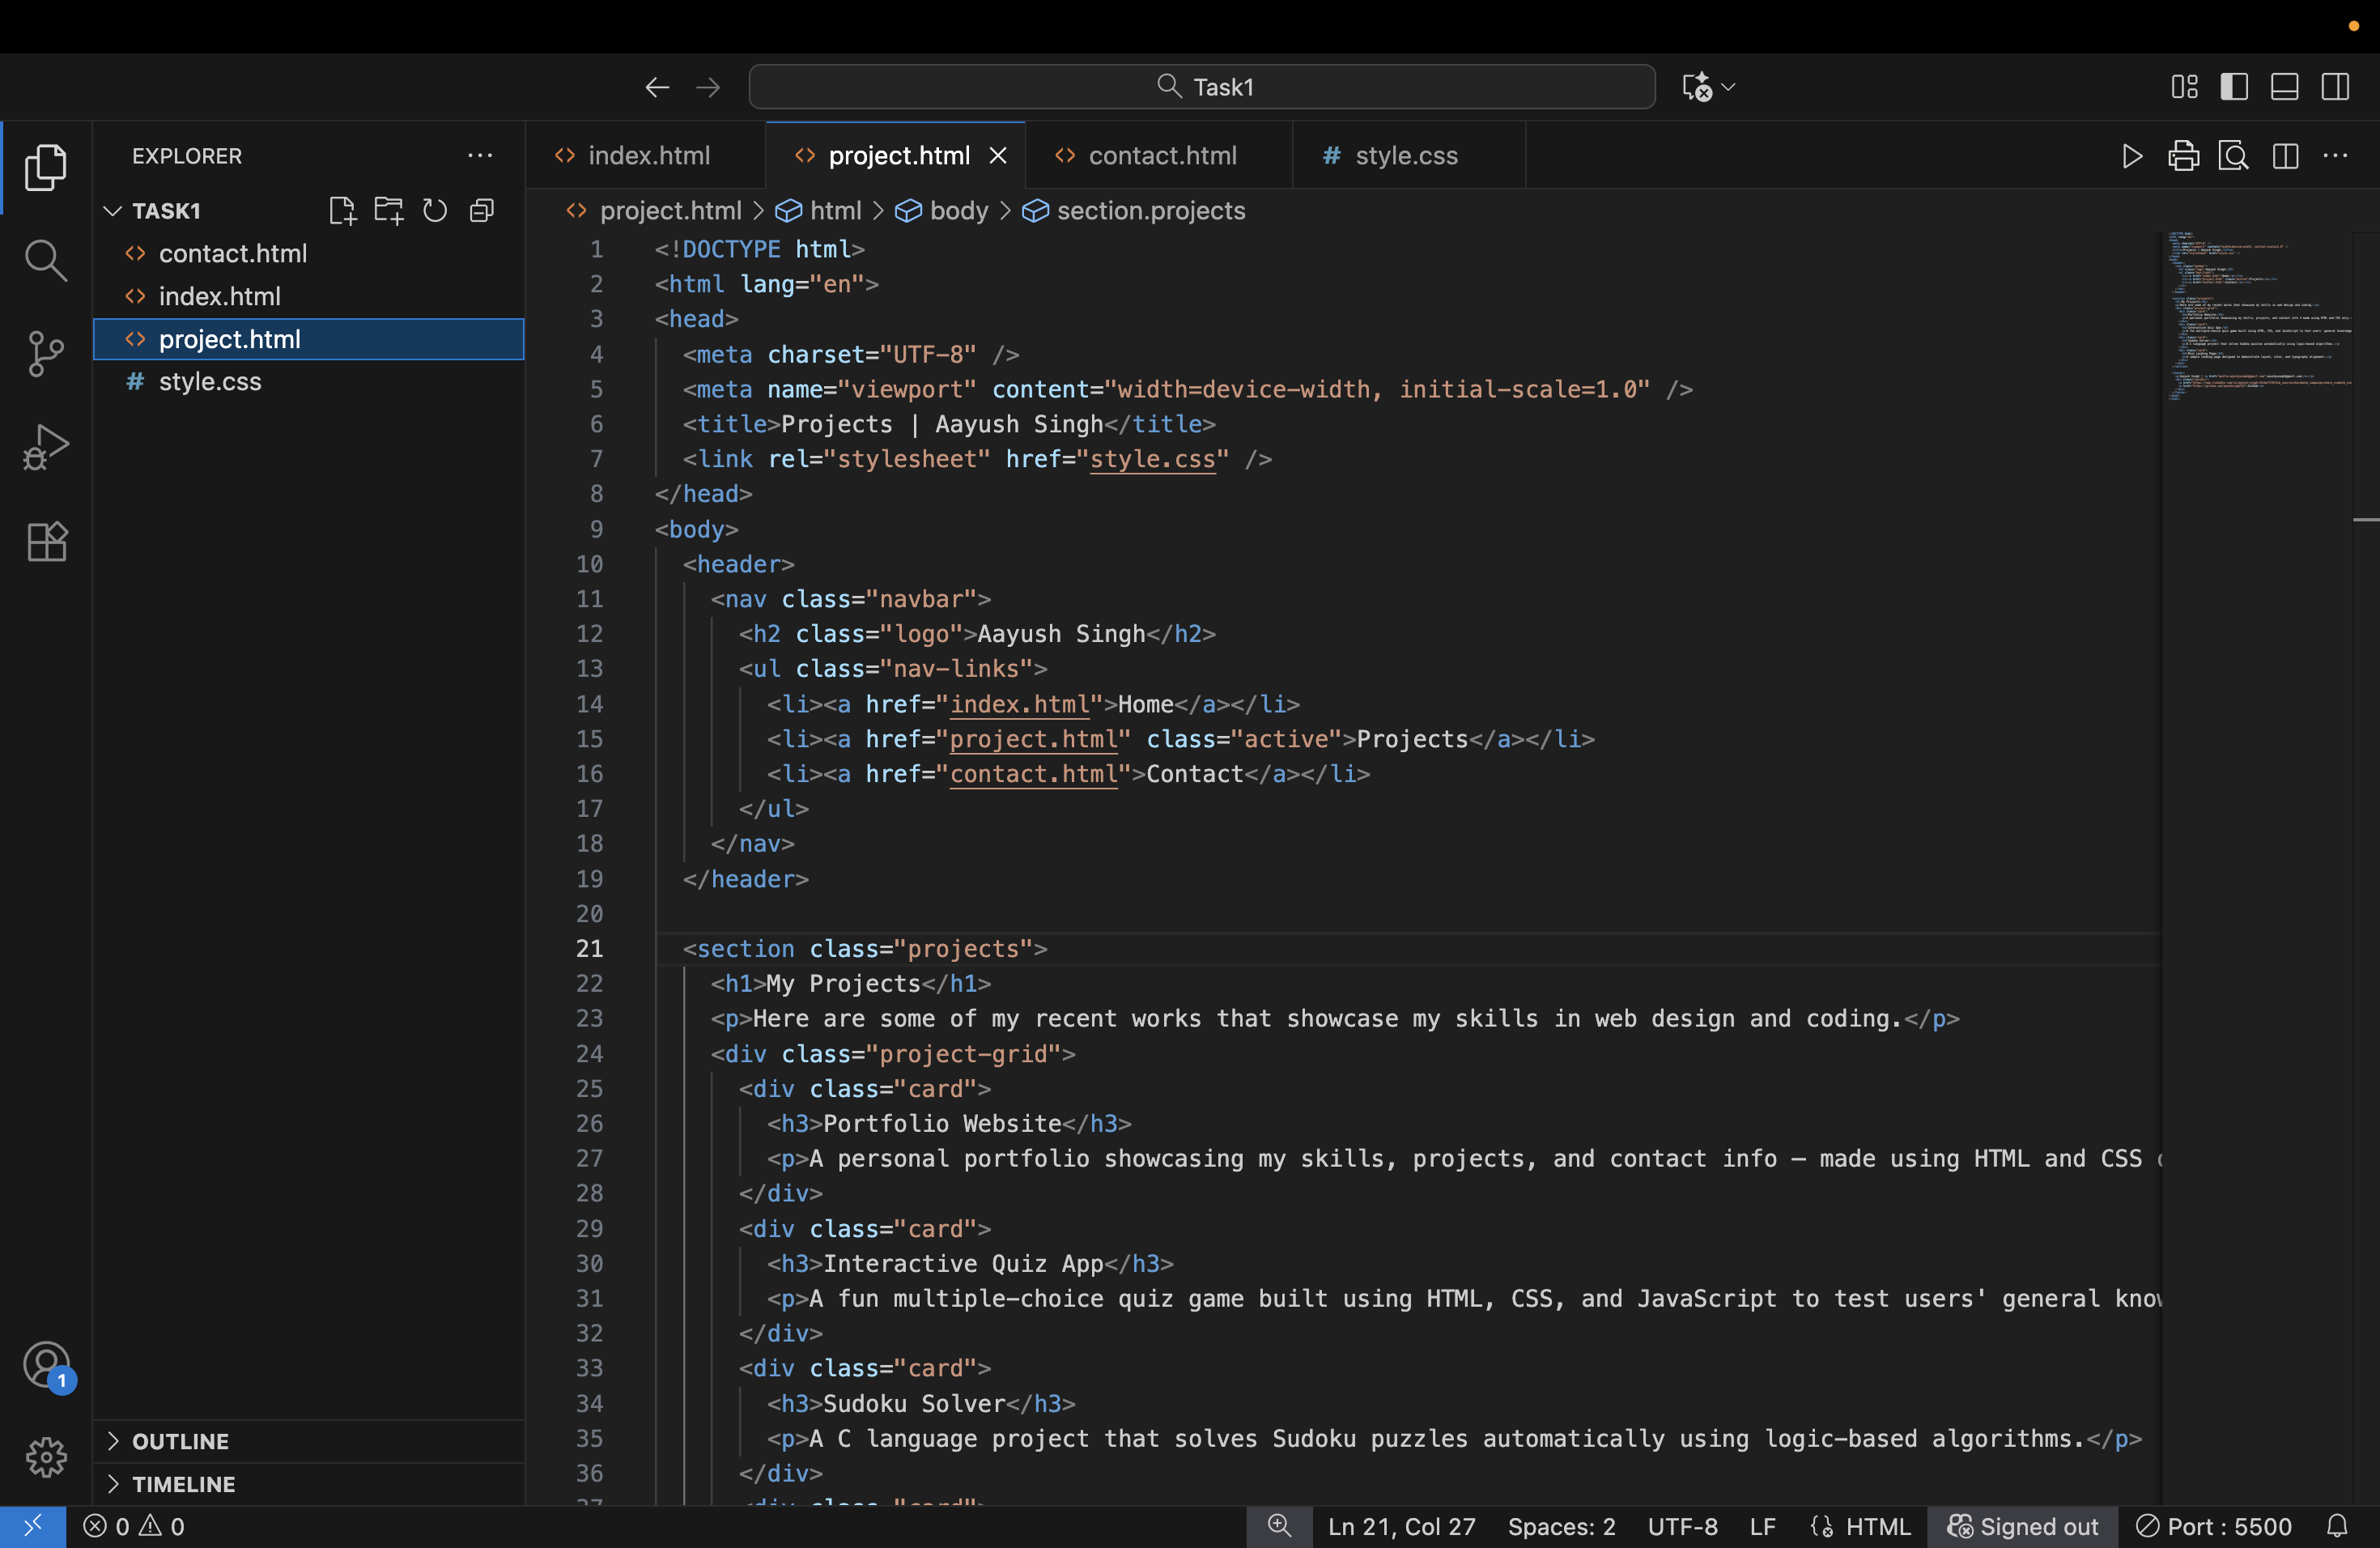 Task1
EXPLORER
index.html
project.html
contact.html
# style.css
TASK1
project.html > html > body > section.projects
contact.html
index.html
project.html
# style.css
1 <!DOCTYPE html>
2 <html lang="en">
3 <head>
4 <meta charset="UTF-8" />
5 <meta name="viewport" content="width=device-width, initial-scale=1.0" />
6 <title>Projects | Aayush Singh</title>
7 <link rel="stylesheet" href="style.css" />
8 </head>
9 <body>
10 <header>
11 <nav class="navbar">
12 <h2 class="logo">Aayush Singh</h2>
13 <ul class="nav-links">
14 <li><a href="index.html">Home</a></li>
15 <li><a href="project.html" class="active">Projects</a></li>
16 <li><a href="contact.html">Contact</a></li>
17 </ul>
18 </nav>
19 </header>
20
21 <section class="projects">
22 <h1>My Projects</h1>
23 <p>Here are some of my recent works that showcase my skills in web design and coding.</p>
24 <div class="project-grid">
25 <div class="card">
26 <h3>Portfolio Website</h3>
27 <p>A personal portfolio showcasing my skills, projects, and contact info — made using HTML and CSS
28 </div>
29 <div class="card">
30 <h3>Interactive Quiz App</h3>
31 <p>A fun multiple-choice quiz game built using HTML, CSS, and JavaScript to test users' general
32 </div>
33 <div class="card">
34 <h3>Sudoku Solver</h3>
35 <p>A C language project that solves Sudoku puzzles automatically using logic-based algorithms.</p>
36 </div>
37 <div class="card">
1
OUTLINE
TIMELINE
0 0
Ln 21, Col 27
Spaces: 2
UTF-8
LF
HTML
Signed out
Port : 5500